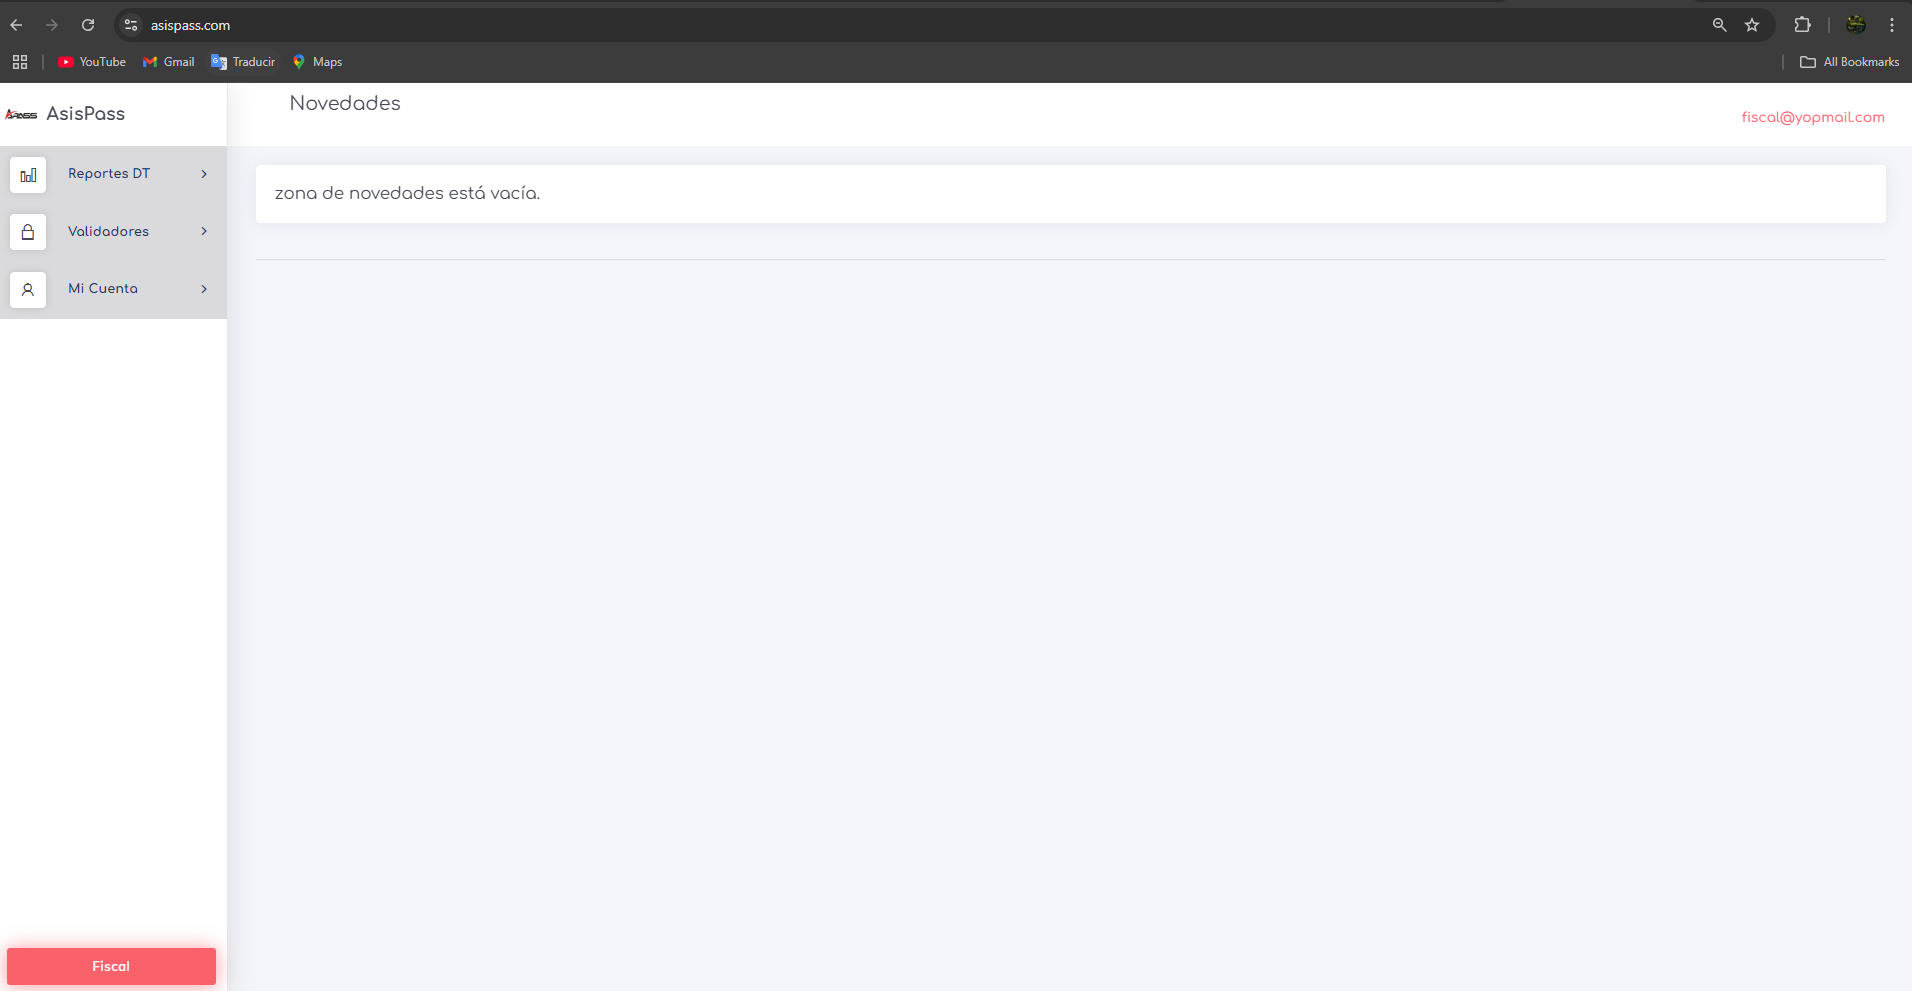 asispass.com
YouTube
Gmail
Traducir
Maps
All Bookmarks
AsisPass
Novedades
fiscal@yopmail.com
Reportes DT
zona de novedades está vacía.
Validadores
Mi Cuenta
Fiscal